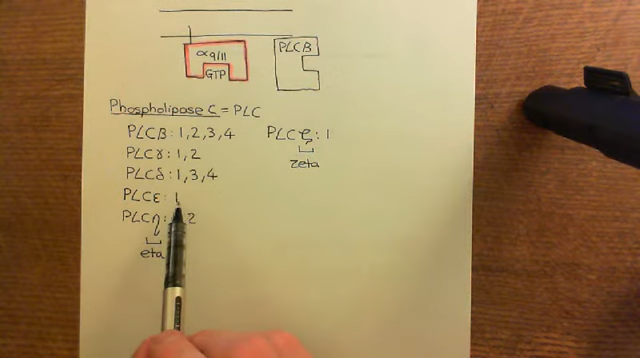 αq/11
GTP
PLCβ
Phospholipase C = PLC
PLCβ: 1, 2, 3, 4
PLCγ: 1, 2
PLCδ: 1, 3, 4
PLCε: 1
PLCη: , 2
eta
PLCζ: 1
zeta